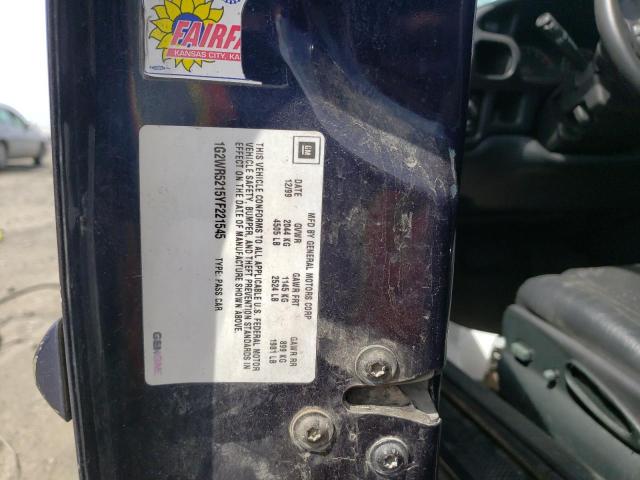 FAIRFA
KANSAS CITY, KA
GM
MFD BY GENERAL MOTORS CORP
DATE GVWR GAWR FRT GAWR RR
12/99 2044 KG 1145 KG 899 KG
4505 LB 2524 LB 1981 LB
THIS VEHICLE CONFORMS TO ALL APPLICABLE U.S. FEDERAL MOTOR
VEHICLE SAFETY, BUMPER, AND THEFT PREVENTION STANDARDS IN
EFFECT ON THE DATE OF MANUFACTURE SHOWN ABOVE
1G2WR5215YF221545 TYPE: PASS CAR